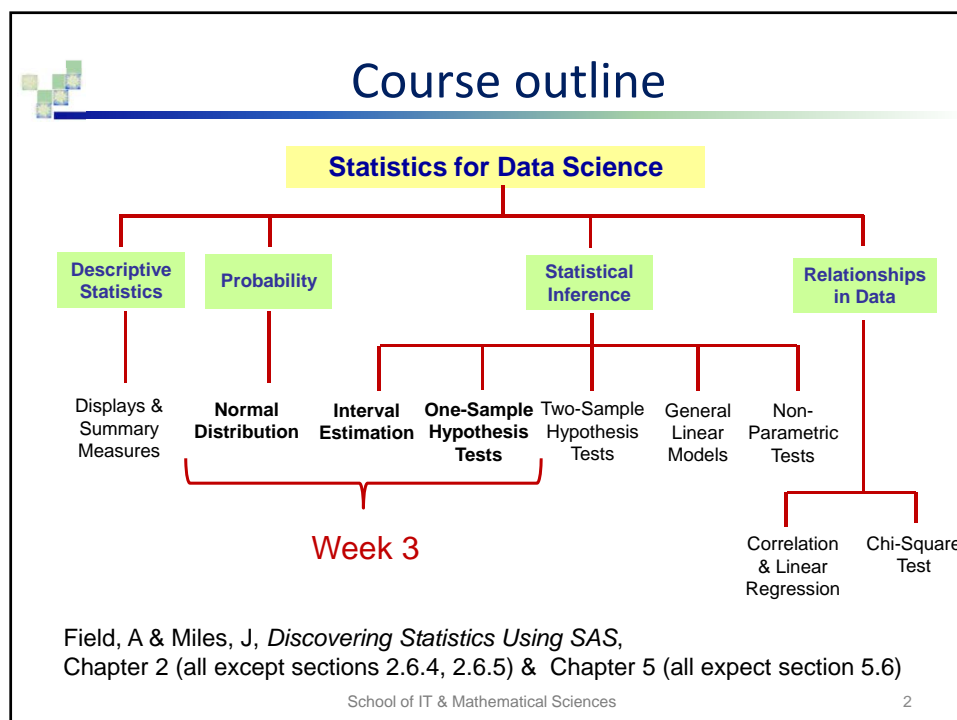 Course outline
Statistics for Data Science
Descriptive
Statistics
Probability
Statistical
Inference
Relationships
in Data
Displays &
Summary
Measures
Normal
Distribution
Interval
Estimation
One-Sample
Hypothesis
Tests
Two-Sample
Hypothesis
Tests
General
Linear
Models
Non-
Parametric
Tests
Week 3
Correlation
& Linear
Regression
Chi-Square
Test
Field, A & Miles, J, Discovering Statistics Using SAS,
Chapter 2 (all except sections 2.6.4, 2.6.5) & Chapter 5 (all expect section 5.6)
School of IT & Mathematical Sciences
2